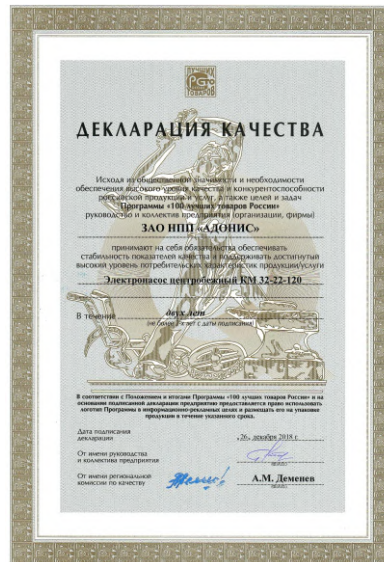 100 ЛУЧШИХ
ТОВАРОВ
ДЕКЛАРАЦИЯ КАЧЕСТВА
Исходя из общественной значимости и необходимости
обеспечения высокого уровня качества и конкурентоспособности
российской продукции и услуг, а также целей и задач
Программы «100 лучших товаров России»
руководство и коллектив предприятия (организации, фирмы)
ЗАО НПП «АДОНИС»
принимают на себя обязательства обеспечивать
стабильность показателей качества и поддерживать достигнутый
высокий уровень потребительских характеристик продукции/услуги
Электронасос центробежный КМ 32-22-120
В течение двух лет
(не более 2-х лет с даты подписания)
В соответствии с Положением и итогами Программы «100 лучших товаров России» и на
основании подписанной декларации предприятию предоставляется право использовать
логотип Программы в информационно-рекламных целях и размещать его на упаковке
продукции в течение указанного срока.
Дата подписания
декларации „26„ декабря 2018 г.
От имени руководства
и коллектива предприятия
От имени региональной
комиссии по качеству А.М. Деменев